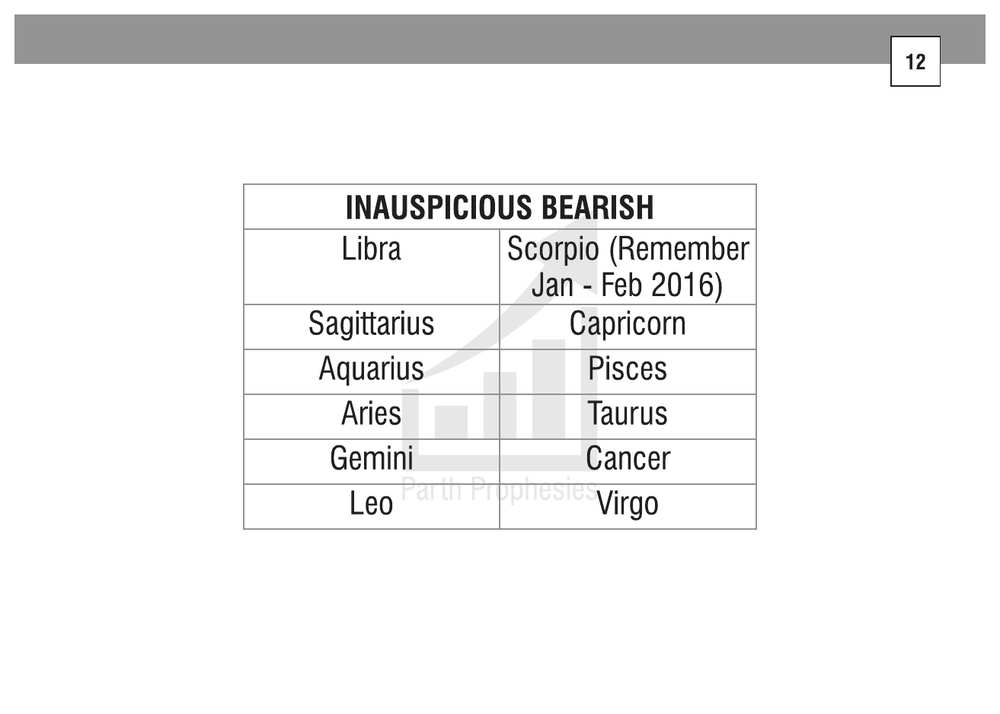 12
INAUSPICIOUS BEARISH
Libra
Scorpio (Remember
Jan - Feb 2016)
Sagittarius
Capricorn
Aquarius
Pisces
Aries
Taurus
Gemini
Cancer
Leo
Virgo
Parth Prophesies